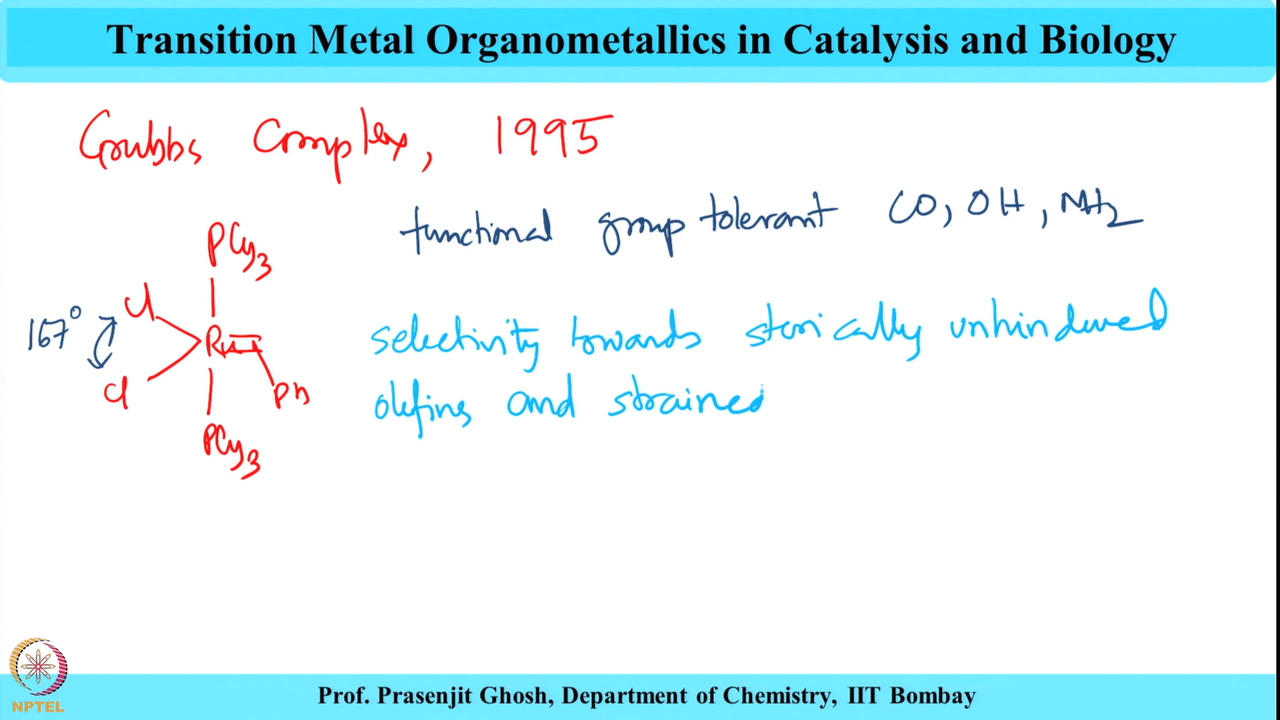 Transition Metal Organometallics in Catalysis and Biology
Grubbs Complex, 1995
functional group tolerant CO, OH, NH2
PCy3
167° Cl
Ru
Cl Ph
PCy3
selectivity towards sterically unhindered
olefins and strained
Prof. Prasenjit Ghosh, Department of Chemistry, IIT Bombay
NPTEL